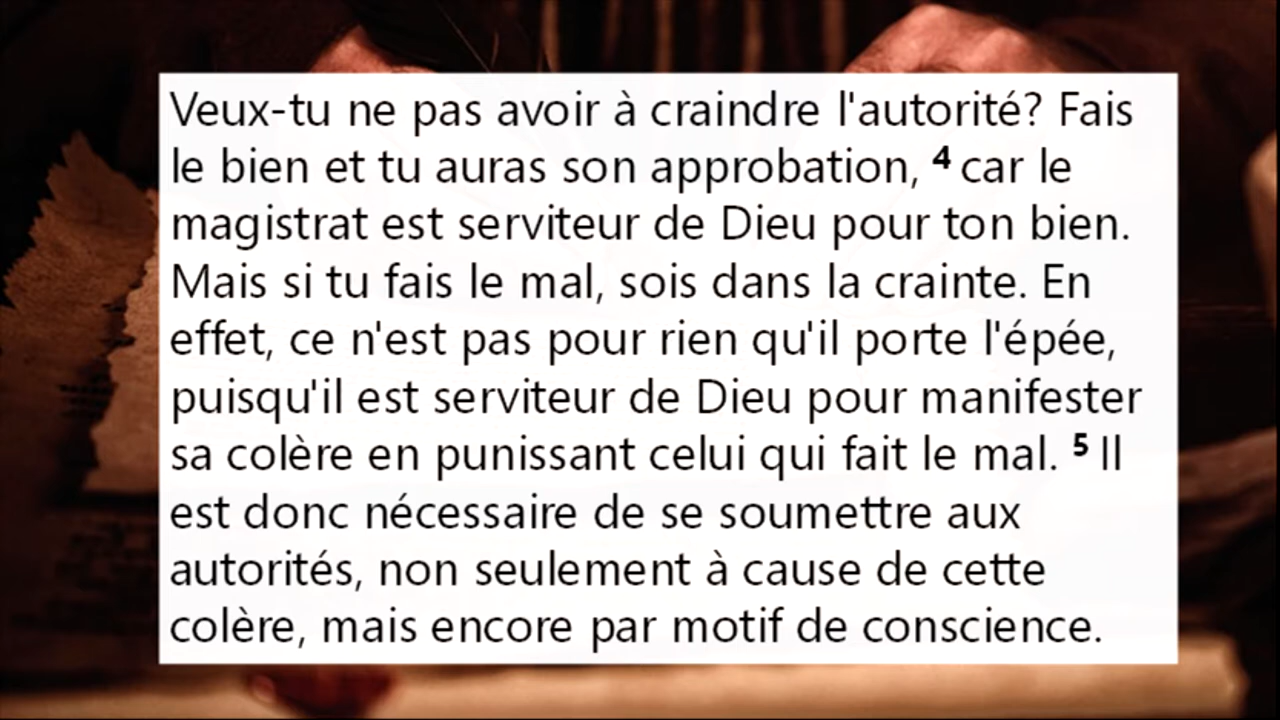 Veux-tu ne pas avoir à craindre l'autorité? Fais
le bien et tu auras son approbation, 4 car le
magistrat est serviteur de Dieu pour ton bien.
Mais si tu fais le mal, sois dans la crainte. En
effet, ce n'est pas pour rien qu'il porte l'épée,
puisqu'il est serviteur de Dieu pour manifester
sa colère en punissant celui qui fait le mal. 5 Il
est donc nécessaire de se soumettre aux
autorités, non seulement à cause de cette
colère, mais encore par motif de conscience.